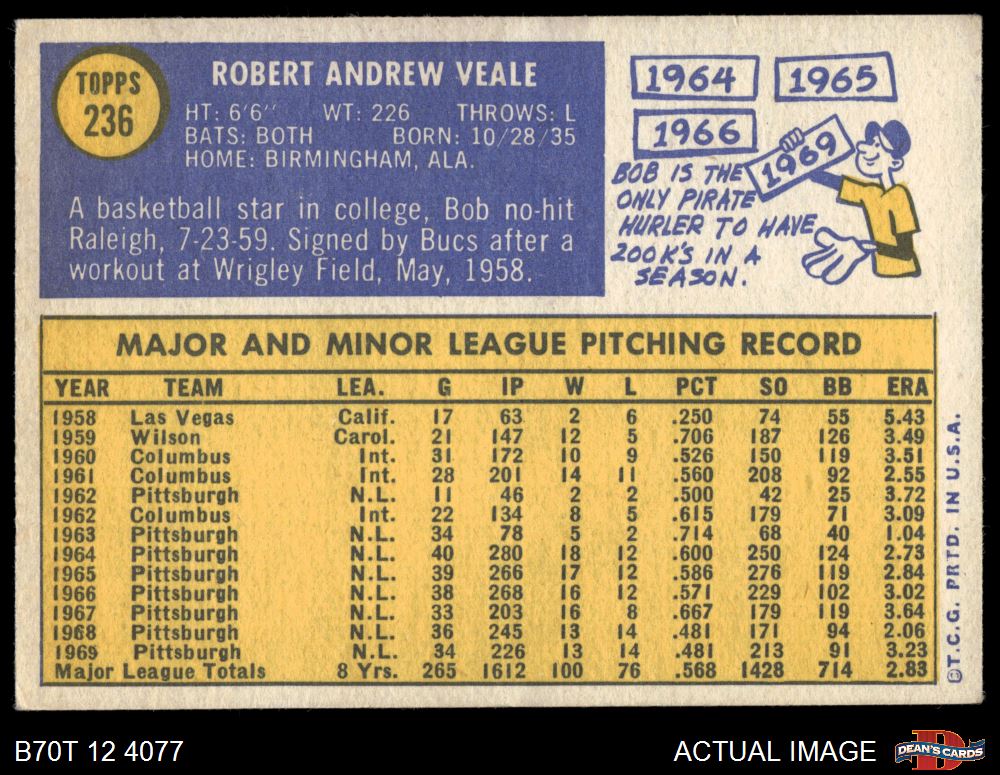 TOPPS
236
ROBERT ANDREW VEALE
HT: 6'6'' WT: 226 THROWS: L
BATS: BOTH BORN: 10/28/35
HOME: BIRMINGHAM, ALA.
A basketball star in college, Bob no-hit
Raleigh, 7-23-59. Signed by Bucs after a
workout at Wrigley Field, May, 1958.
1964 1965
1966
1969
BOB IS THE
ONLY PIRATE
HURLER TO HAVE
200 K'S IN A
SEASON.
MAJOR AND MINOR LEAGUE PITCHING RECORD
YEAR TEAM LEA. G IP W L PCT SO BB ERA
1958 Las Vegas Calif. 17 63 2 6 .250 74 55 5.43
1959 Wilson Carol. 21 147 12 5 .706 187 126 3.49
1960 Columbus Int. 31 172 10 9 .526 150 119 3.51
1961 Columbus Int. 28 201 14 11 .560 208 92 2.55
1962 Pittsburgh N.L. 11 46 2 2 .500 42 25 3.72
1962 Columbus Int. 22 134 8 5 .615 179 71 3.09
1963 Pittsburgh N.L. 34 78 5 2 .714 68 40 1.04
1964 Pittsburgh N.L. 40 280 18 12 .600 250 124 2.73
1965 Pittsburgh N.L. 39 266 17 12 .586 276 119 2.84
1966 Pittsburgh N.L. 38 268 16 12 .571 229 102 3.02
1967 Pittsburgh N.L. 33 203 16 8 .667 179 119 3.64
1968 Pittsburgh N.L. 36 245 13 14 .481 171 94 2.06
1969 Pittsburgh N.L. 34 226 13 14 .481 213 91 3.23
Major League Totals 8 Yrs. 265 1612 100 76 .568 1428 714 2.83
©T.C.G. PRTD. IN U.S.A.
B70T 12 4077
ACTUAL IMAGE
DEAN'S CARDS